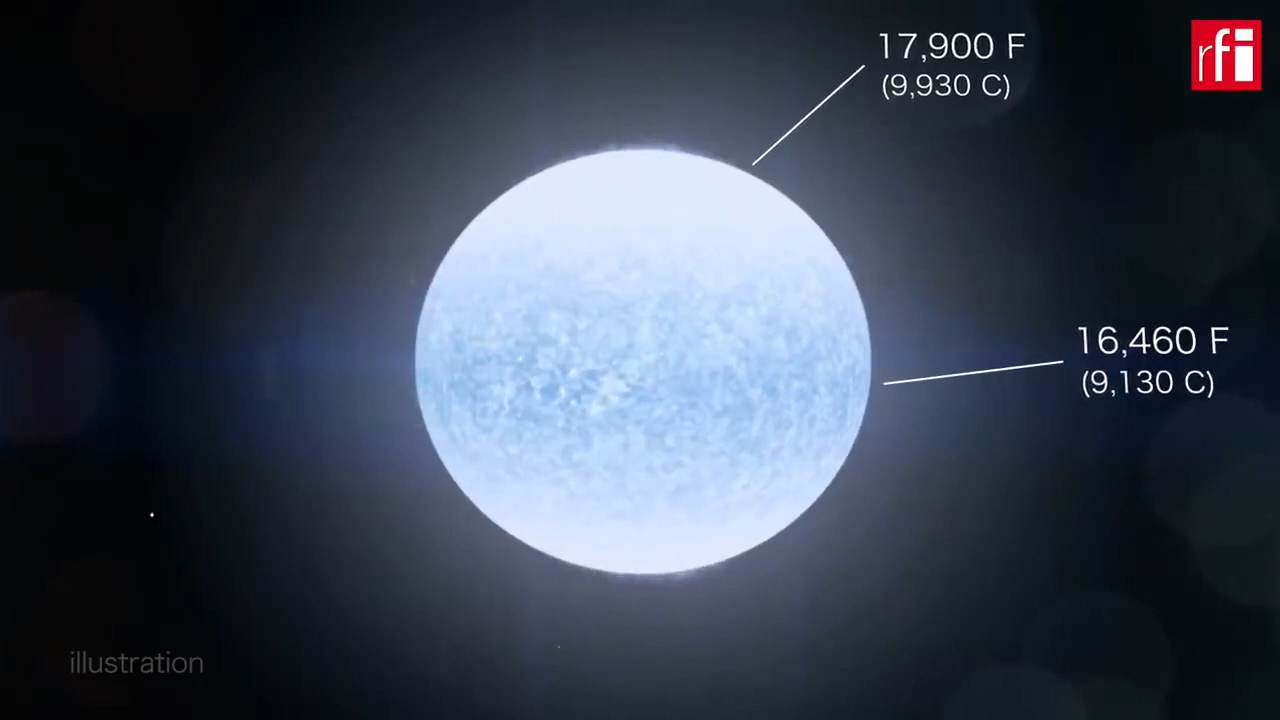 17,900 F
(9,930 C)
rfi
16,460 F
(9,130 C)
illustration